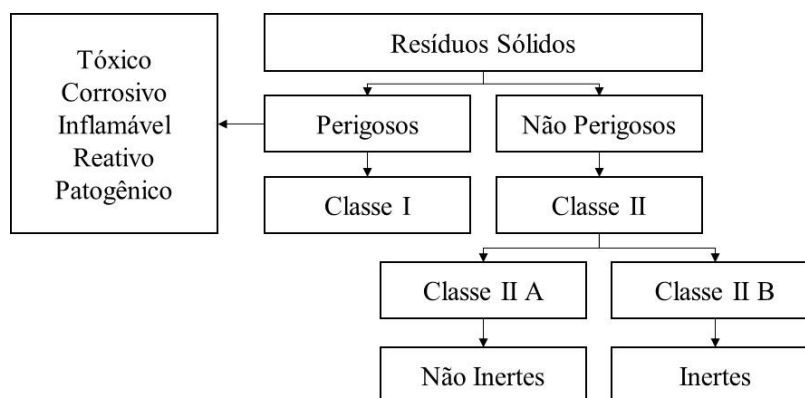 Resíduos Sólidos
Tóxico
Corrosivo
Inflamável
Reativo
Patogênico
Perigosos
Não Perigosos
Classe I
Classe II
Classe II A
Classe II B
Não Inertes
Inertes